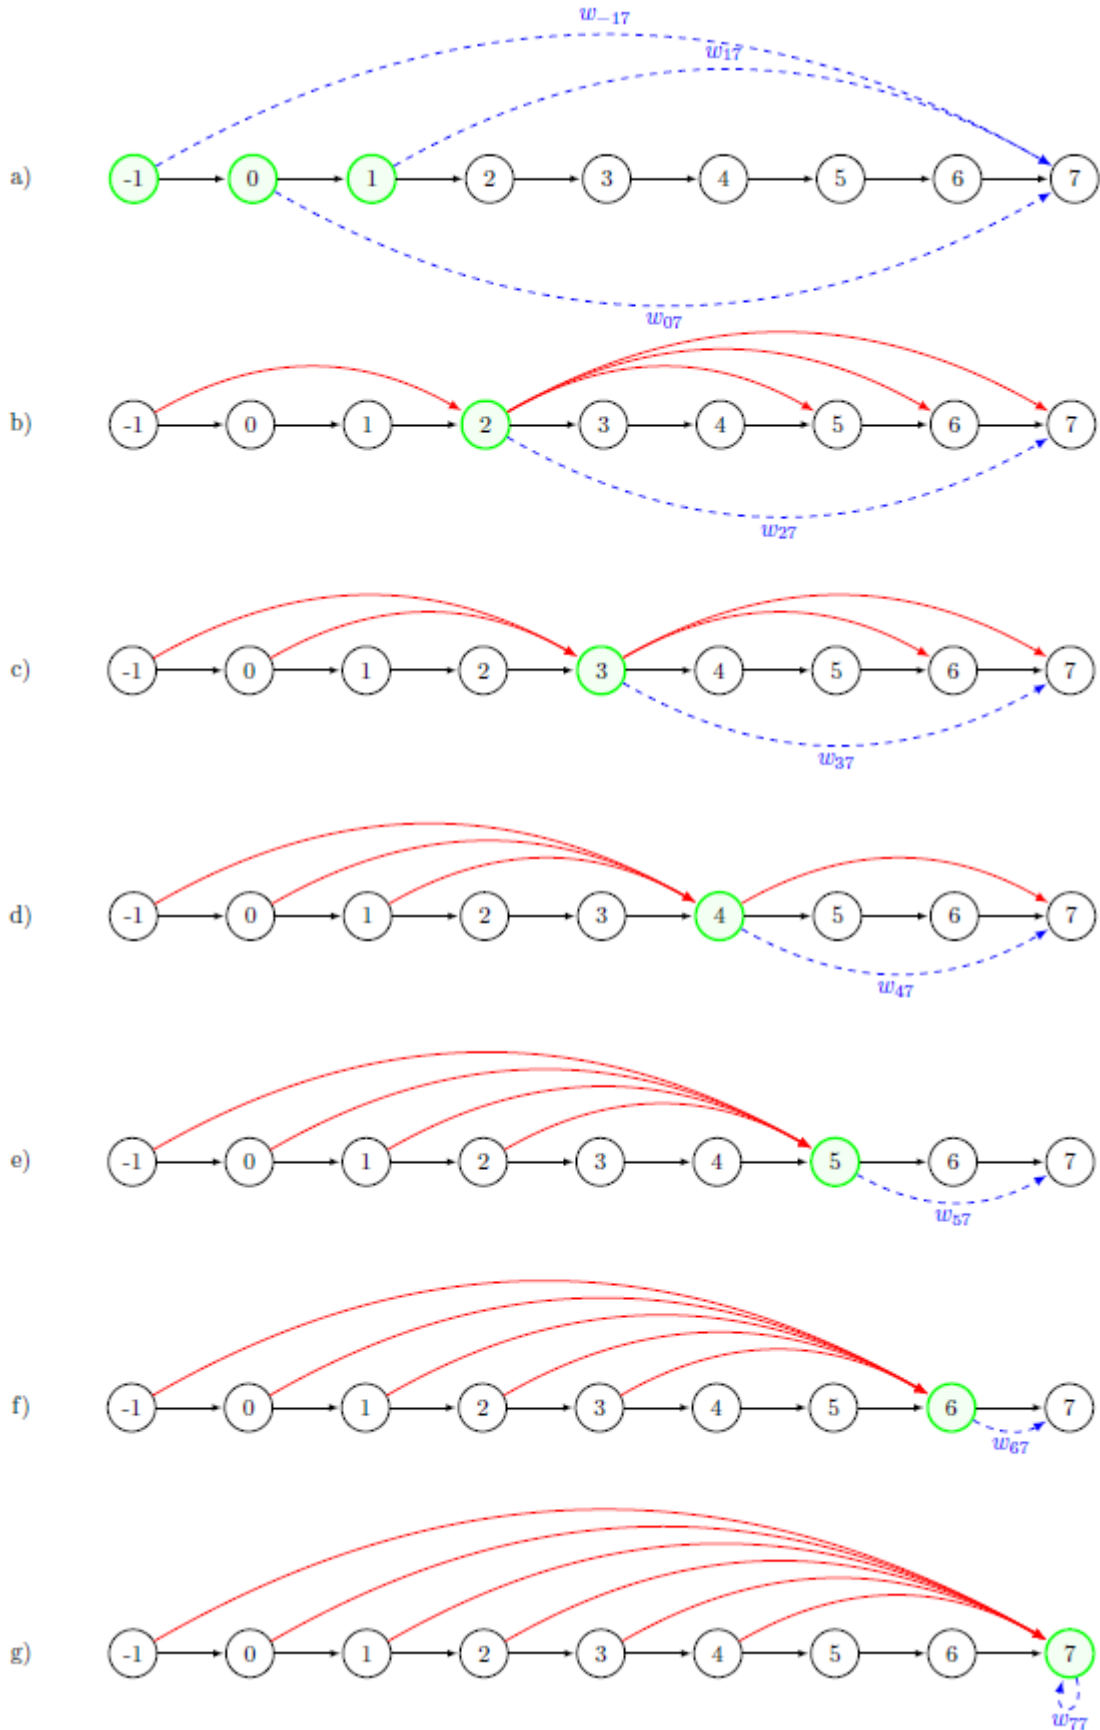 w₋₁₇
w₁₇
a) -1 0 1 2 3 4 5 6 7
w₀₇
b) -1 0 1 2 3 4 5 6 7
w₂₇
c) -1 0 1 2 3 4 5 6 7
w₃₇
d) -1 0 1 2 3 4 5 6 7
w₄₇
e) -1 0 1 2 3 4 5 6 7
w₅₇
f) -1 0 1 2 3 4 5 6 7
w₆₇
g) -1 0 1 2 3 4 5 6 7
w₇₇